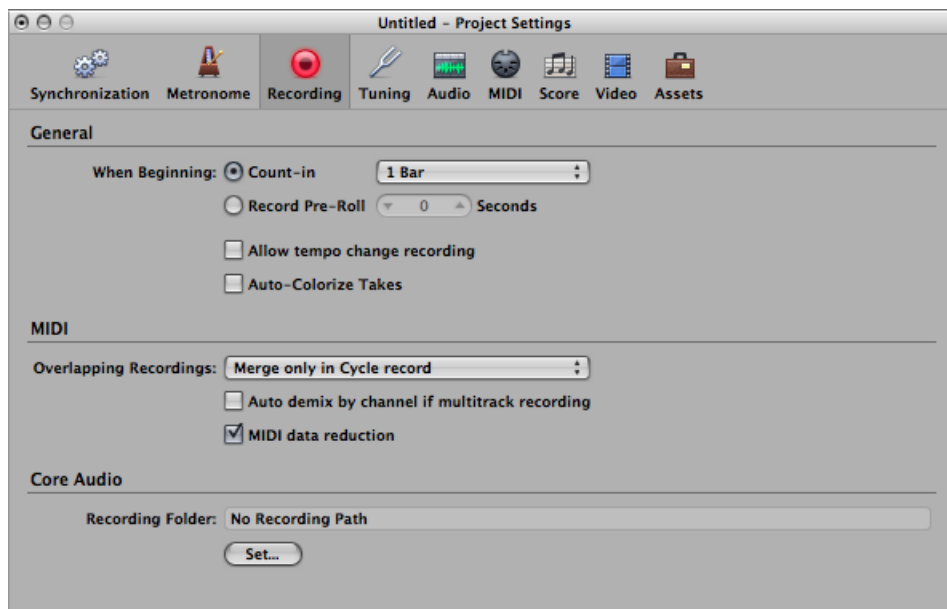 Untitled – Project Settings
Synchronization Metronome Recording Tuning Audio MIDI Score Video Assets
General
When Beginning: Count-in 1 Bar
Record Pre-Roll 0 Seconds
Allow tempo change recording
Auto-Colorize Takes
MIDI
Overlapping Recordings: Merge only in Cycle record
Auto demix by channel if multitrack recording
MIDI data reduction
Core Audio
Recording Folder: No Recording Path
Set...